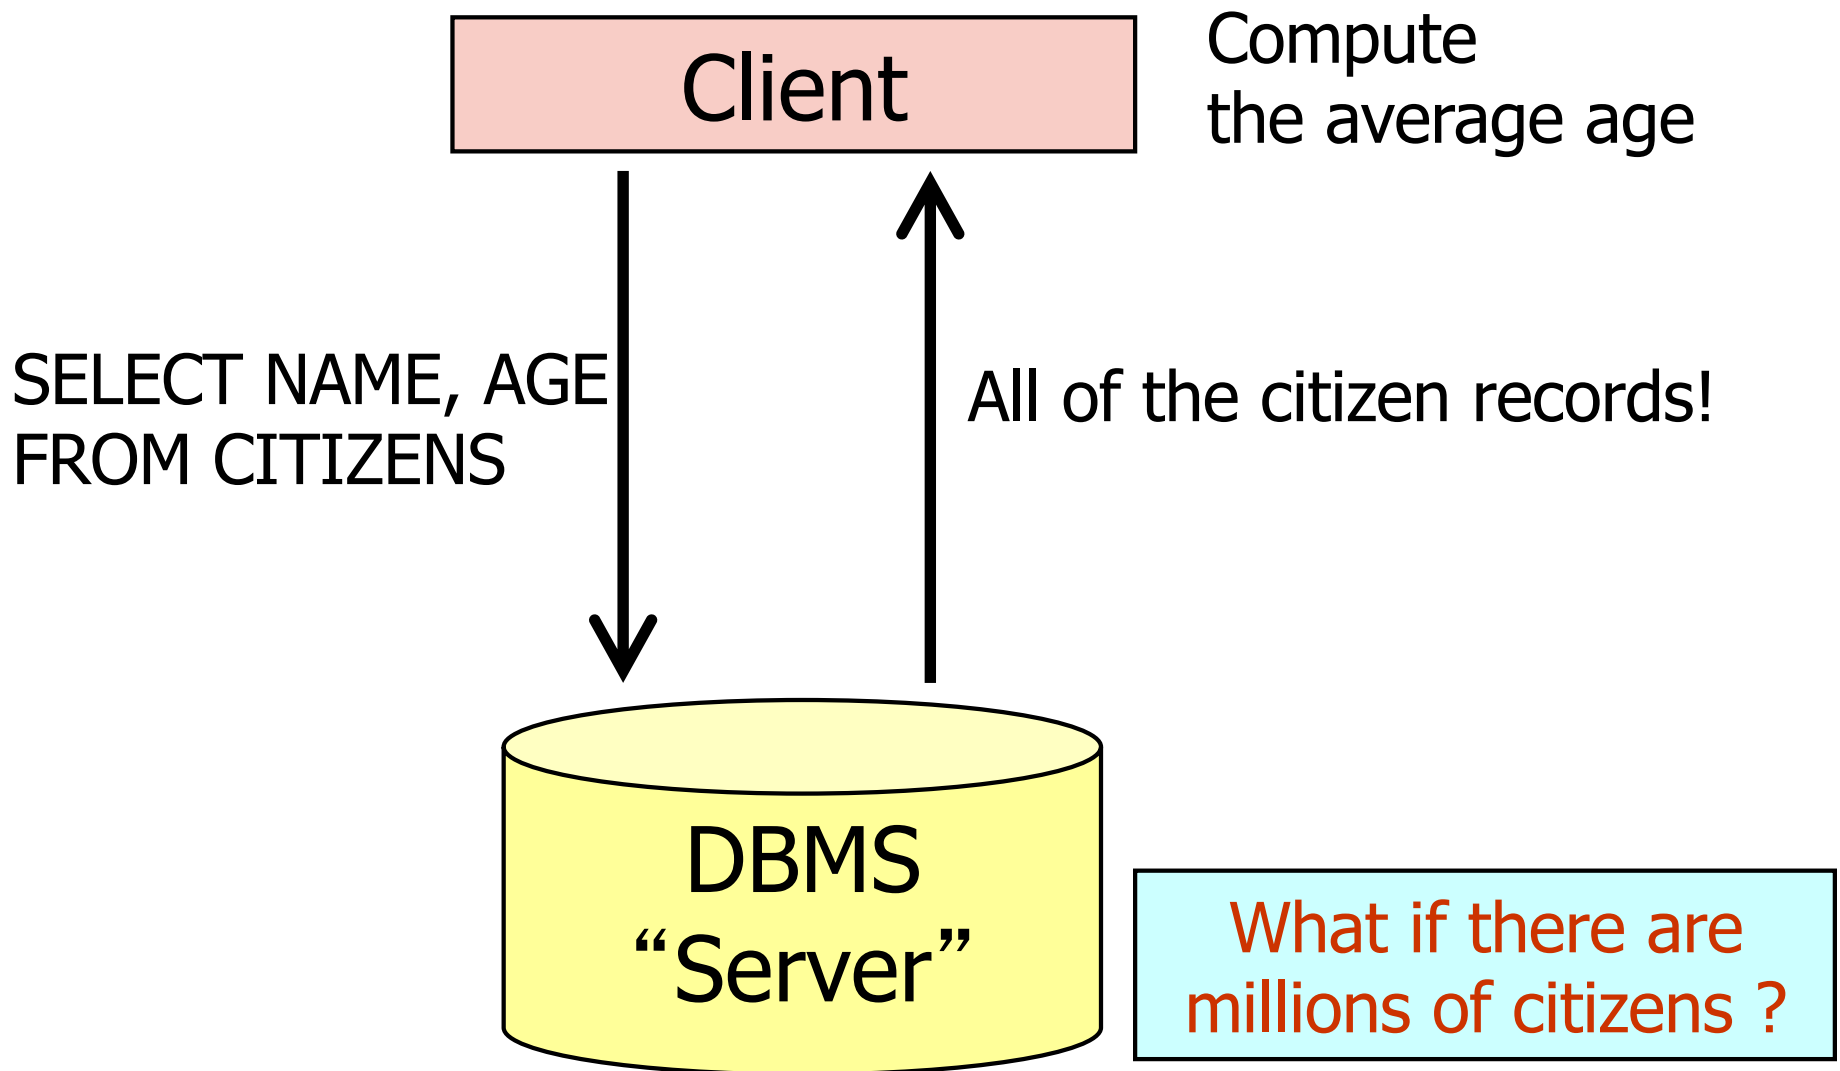 Client
Compute
the average age
SELECT NAME, AGE
FROM CITIZENS
All of the citizen records!
DBMS
“Server”
What if there are
millions of citizens ?